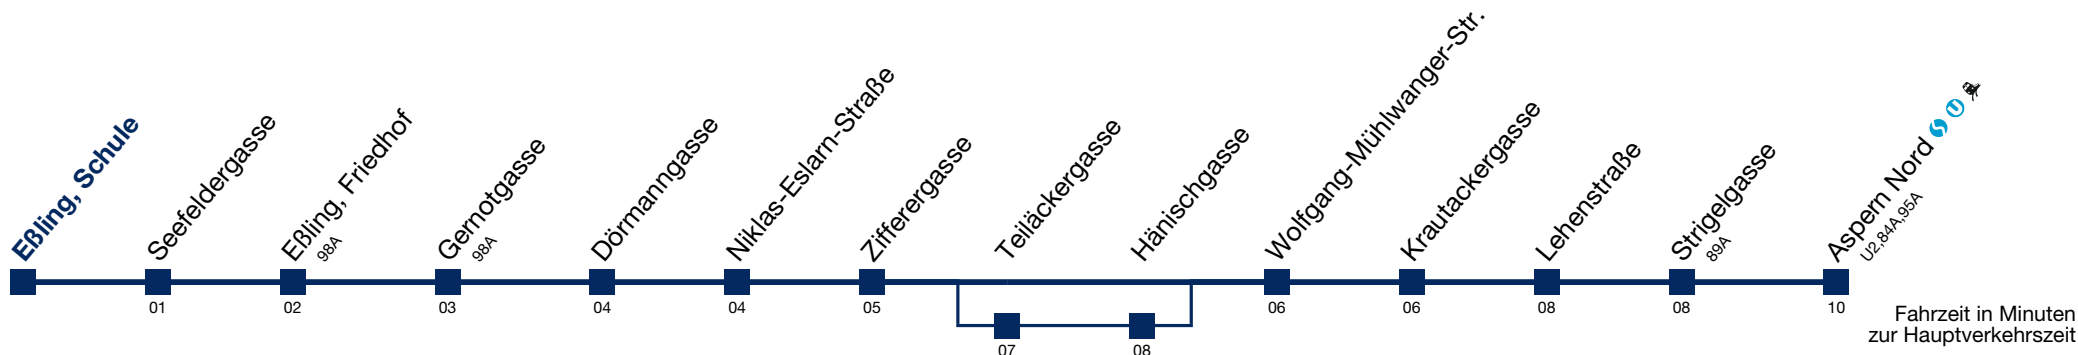 Eßling, Schule
Seefeldergasse
01
Eßling, Friedhof
98A
02
Gernotgasse
98A
03
Dörmanngasse
04
Niklas-Eslarn-Straße
04
Zifferergasse
05
Teiläckergasse
07
Hänischgasse
08
Wolfgang-Mühlwanger-Str.
06
Krautackergasse
06
Lehenstraße
08
Strigelgasse
89A
08
Aspern Nord S U
U2,84A,95A
10
Fahrzeit in Minuten
zur Hauptverkehrszeit